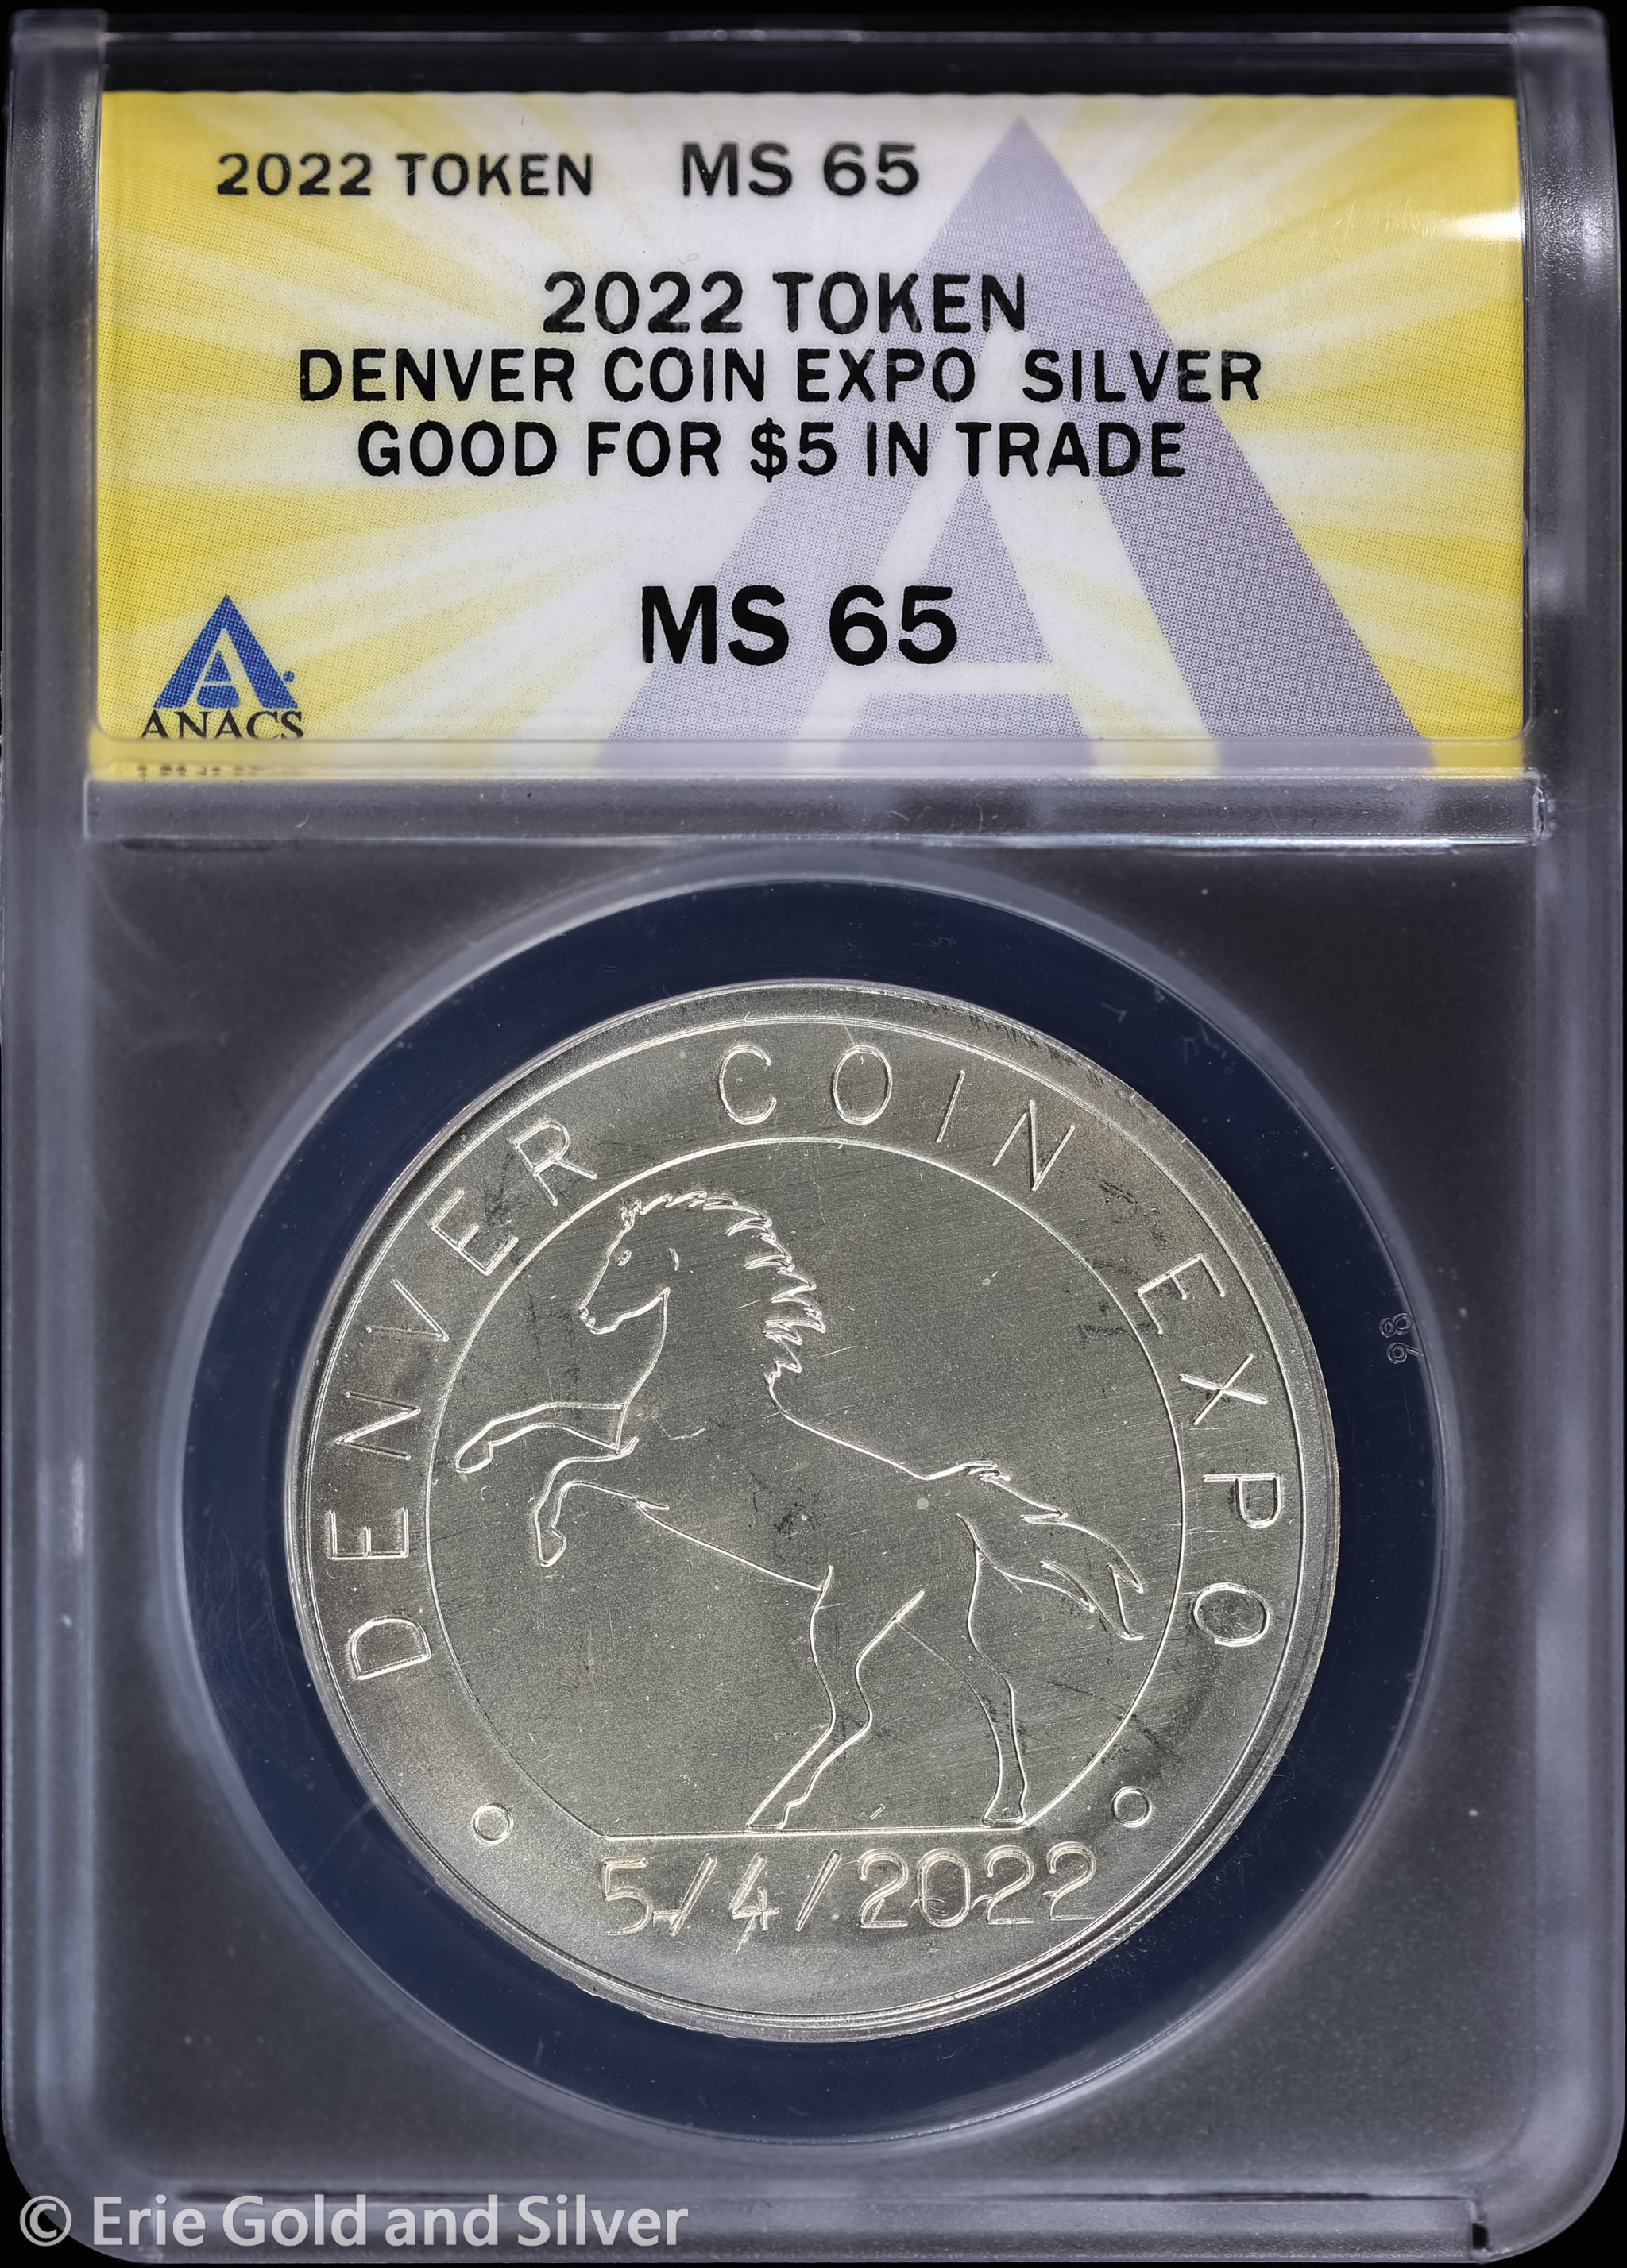 2022 TOKEN MS 65
2022 TOKEN
DENVER COIN EXPO SILVER
GOOD FOR $5 IN TRADE
MS 65
ANACS
DENVER COIN EXPO
5/4/2022
98
© Erie Gold and Silver